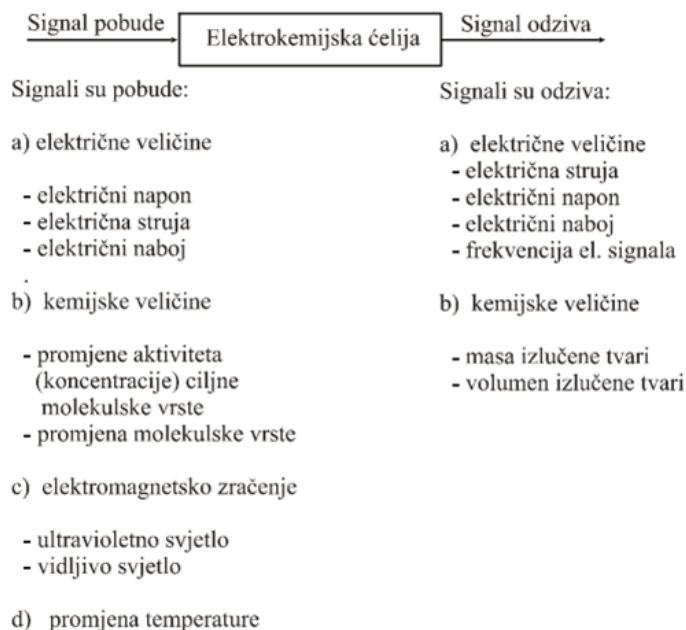 Signal pobude
Elektrokemijska ćelija
Signal odziva
Signali su pobude:
a) električne veličine
- električni napon
- električna struja
- električni naboj
b) kemijske veličine
- promjene aktiviteta
(koncentracije) ciljne
molekulske vrste
- promjena molekulske vrste
c) elektromagnetsko zračenje
- ultravioletno svjetlo
- vidljivo svjetlo
d) promjena temperature
Signali su odziva:
a) električne veličine
- električna struja
- električni napon
- električni naboj
- frekvencija el. signala
b) kemijske veličine
- masa izlučene tvari
- volumen izlučene tvari